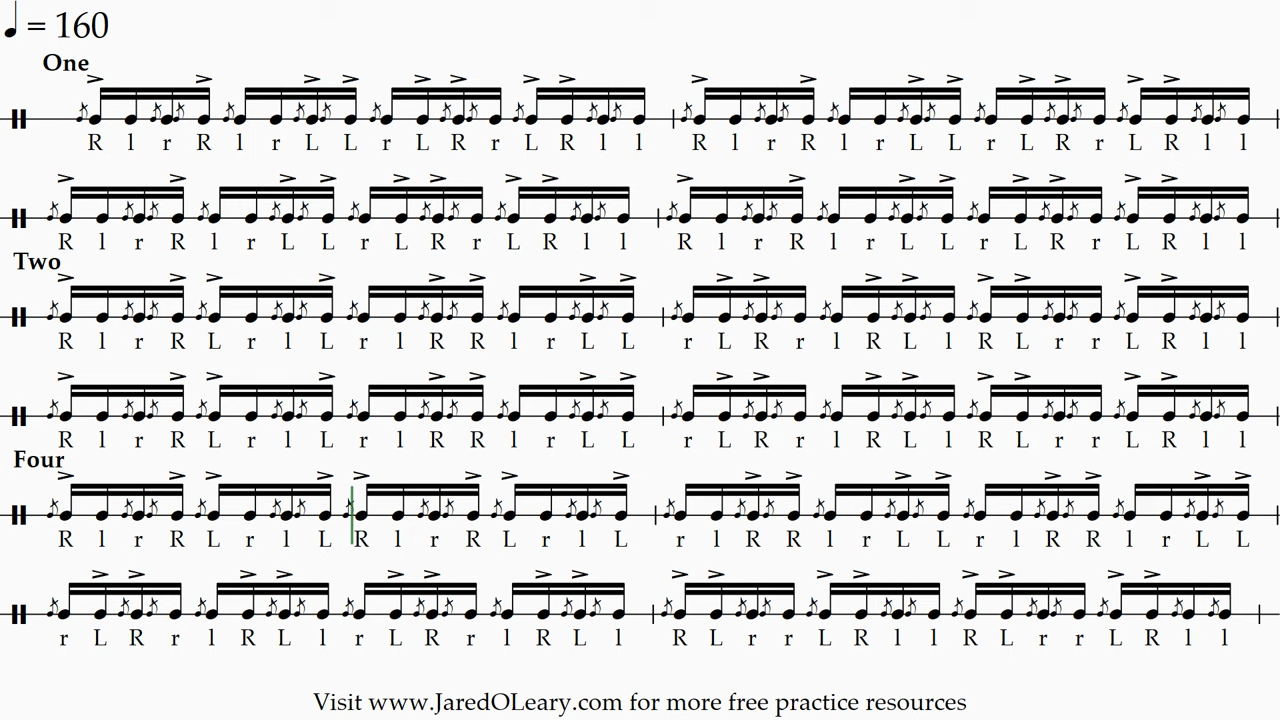 ♩ = 160
One
R l r R l r L L r L R r L R l l R l r R l r L L r L R r L R l l
R l r R l r L L r L R r L R l l R l r R l r L L r L R r L R l l
Two
R l r R L r l L r l R R l r L L r L R r l R L l R L r r L R l l
R l r R L r l L r l R R l r L L r L R r l R L l R L r r L R l l
Four
R l r R L r l L R l r R L r l L r l R R l r L L r l R R l r L L
r L R r l R L l r L R r l R L l R L r r L R l l R L r r L R l l
Visit www.JaredOLeary.com for more free practice resources